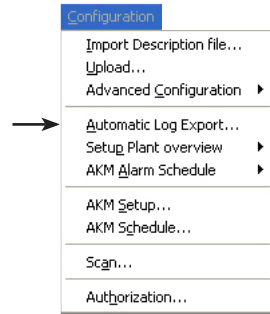 Configuration
Import Description file...
Upload...
Advanced Configuration
Automatic Log Export...
Setup Plant overview
AKM Alarm Schedule
AKM Setup...
AKM Schedule...
Scan...
Authorization...